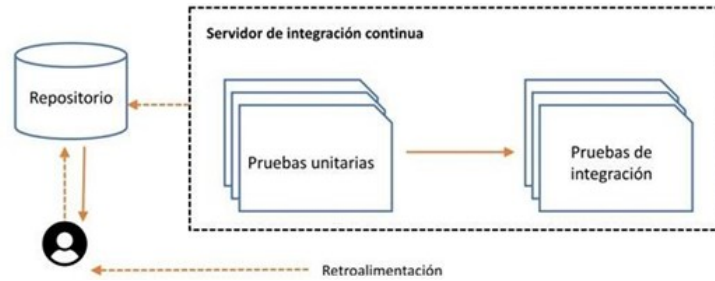 Servidor de integración continua
Repositorio
Pruebas unitarias
Pruebas de
integración
Retroalimentación